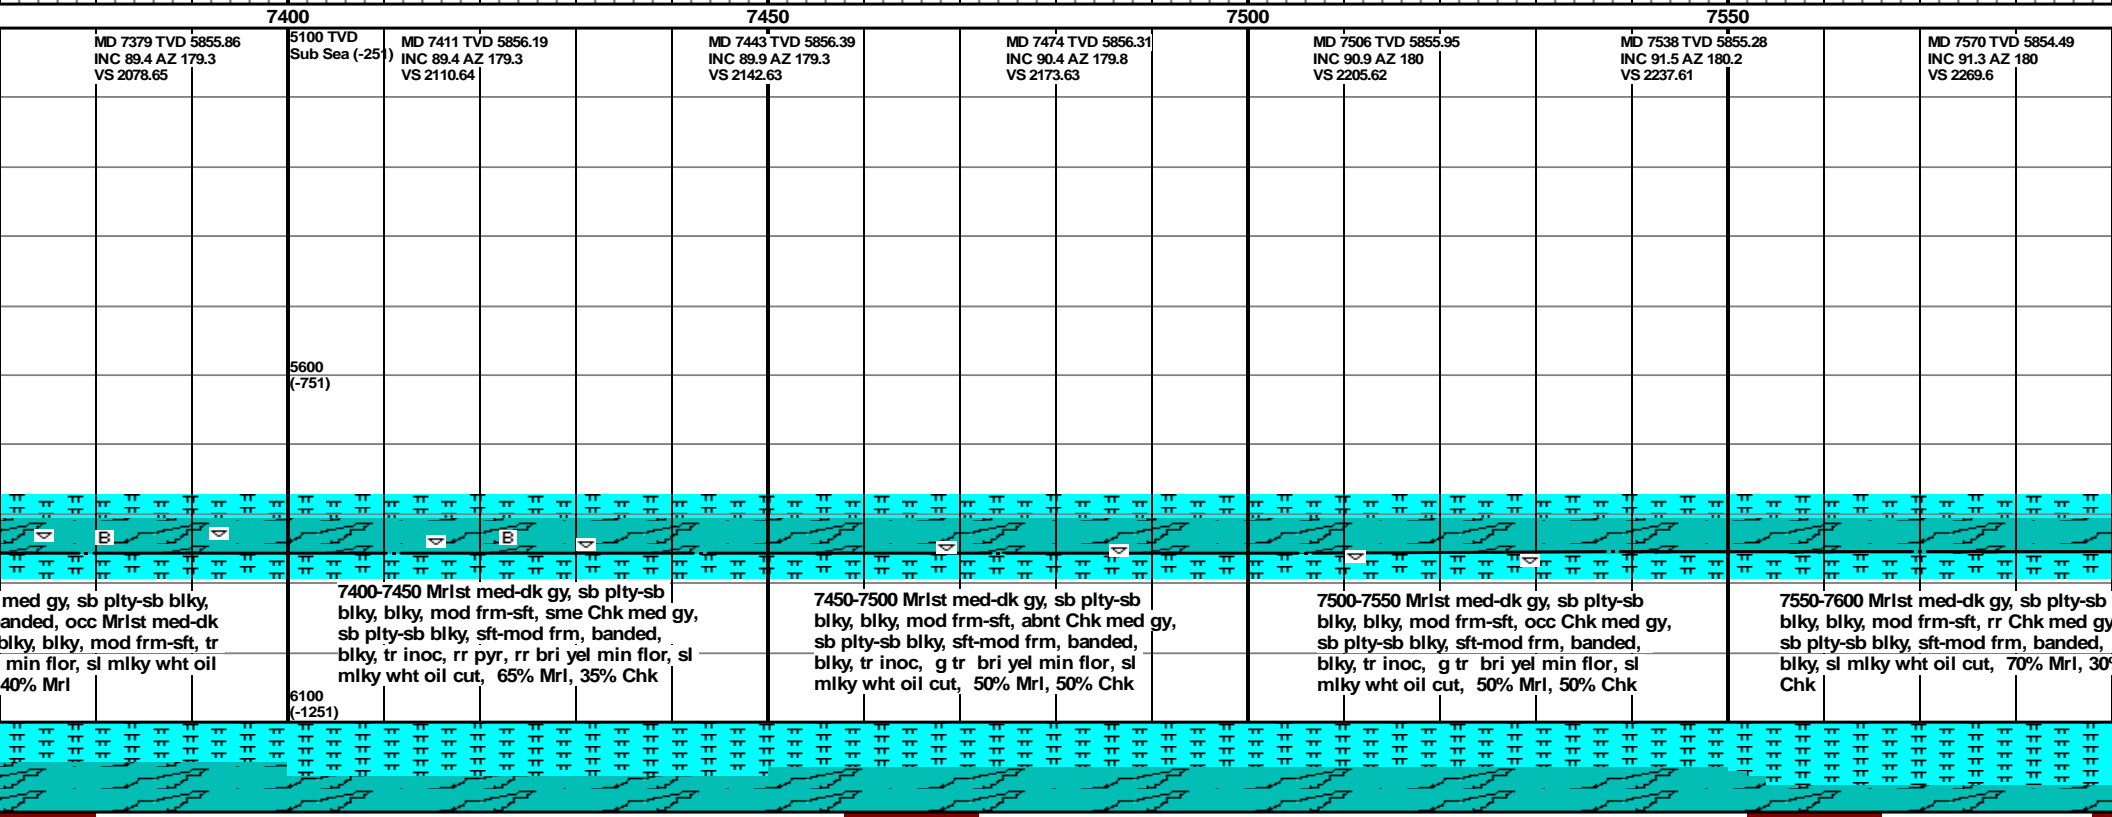 7400
7450
7500
7550
5100 TVD
Sub Sea (-251)
MD 7379 TVD 5855.86
INC 89.4 AZ 179.3
VS 2078.65
MD 7411 TVD 5856.19
INC 89.4 AZ 179.3
VS 2110.64
MD 7443 TVD 5856.39
INC 89.9 AZ 179.3
VS 2142.63
MD 7474 TVD 5856.31
INC 90.4 AZ 179.8
VS 2173.63
MD 7506 TVD 5855.95
INC 90.9 AZ 180
VS 2205.62
MD 7538 TVD 5855.28
INC 91.5 AZ 180.2
VS 2237.61
MD 7570 TVD 5854.49
INC 91.3 AZ 180
VS 2269.6
5600
(-751)
B
B
med gy, sb plty-sb blky,
anded, occ Mrlst med-dk
blky, blky, mod frm-sft, tr
min flor, sl mlky wht oil
40% Mrl
7400-7450 Mrlst med-dk gy, sb plty-sb
blky, blky, mod frm-sft, sme Chk med gy,
sb plty-sb blky, sft-mod frm, banded,
blky, tr inoc, rr pyr, rr bri yel min flor, sl
mlky wht oil cut, 65% Mrl, 35% Chk
7450-7500 Mrlst med-dk gy, sb plty-sb
blky, blky, mod frm-sft, abnt Chk med gy,
sb plty-sb blky, sft-mod frm, banded,
blky, tr inoc, g tr bri yel min flor, sl
mlky wht oil cut, 50% Mrl, 50% Chk
7500-7550 Mrlst med-dk gy, sb plty-sb
blky, blky, mod frm-sft, occ Chk med gy,
sb plty-sb blky, sft-mod frm, banded,
blky, tr inoc, g tr bri yel min flor, sl
mlky wht oil cut, 50% Mrl, 50% Chk
7550-7600 Mrlst med-dk gy, sb plty-sb
blky, blky, mod frm-sft, rr Chk med gy
sb plty-sb blky, sft-mod frm, banded,
blky, sl mlky wht oil cut, 70% Mrl, 30%
Chk
6100
(-1251)